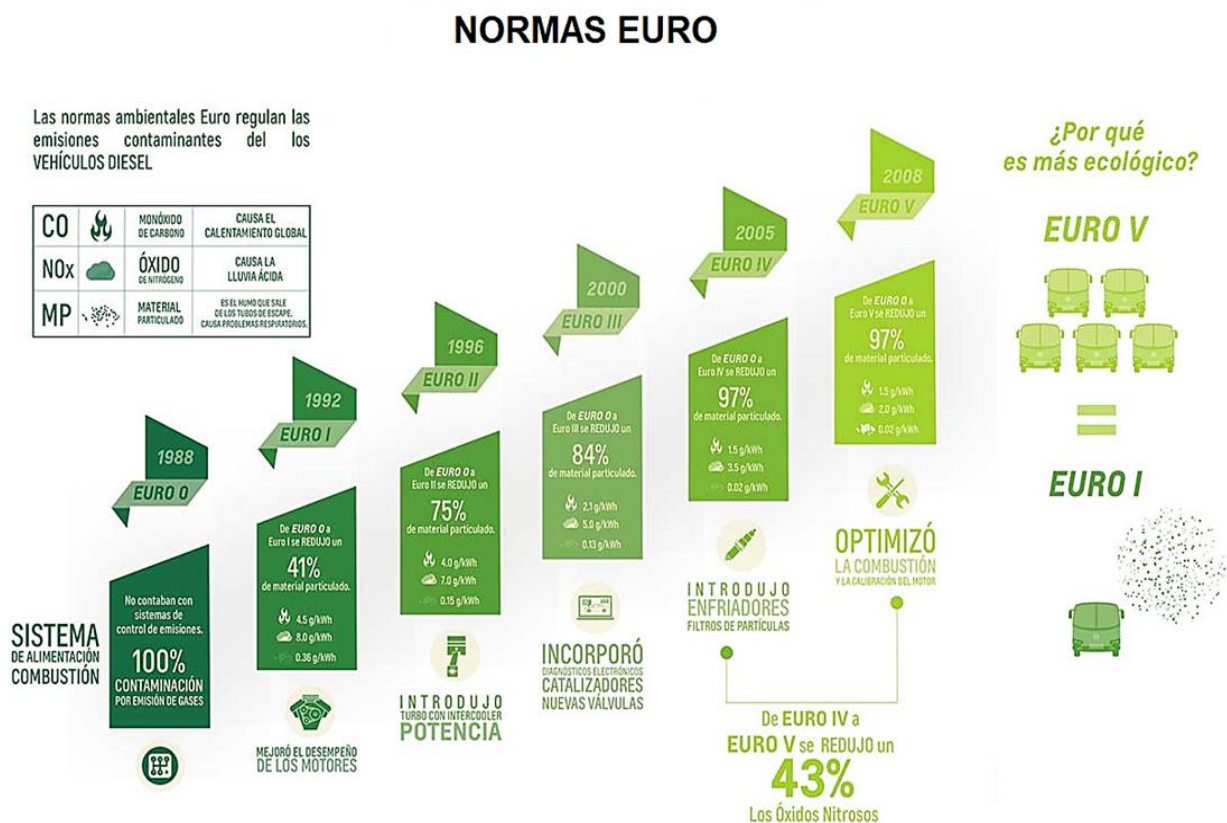 NORMAS EURO
Las normas ambientales Euro regulan las
emisiones contaminantes del los
VEHÍCULOS DIESEL
CO
MONÓXIDO
DE CARBONO
CAUSA EL
CALENTAMIENTO GLOBAL
NOx
ÓXIDO
DE NITRÓGENO
CAUSA LA
LLUVIA ÁCIDA
MP
MATERIAL
PARTICULADO
ES EL HUMO QUE SALE
DE LOS TUBOS DE ESCAPE.
CAUSA PROBLEMAS RESPIRATORIOS.
SISTEMA
DE ALIMENTACIÓN
COMBUSTIÓN
1988
EURO 0
No contaban con
sistemas de
control de emisiones.
100%
CONTAMINACIÓN
POR EMISIÓN DE GASES
1992
EURO I
De EURO 0 a
Euro I se REDUJO un
41%
de material particulado.
4.5 g/kWh
8.0 g/kWh
0.36 g/kWh
MEJORÓ EL DESEMPEÑO
DE LOS MOTORES
1996
EURO II
De EURO 0 a
Euro II se REDUJO un
75%
de material particulado.
4.0 g/kWh
7.0 g/kWh
0.15 g/kWh
INTRODUJO
TURBO CON INTERCOOLER
POTENCIA
2000
EURO III
De EURO 0 a
Euro III se REDUJO un
84%
de material particulado.
2.1 g/kWh
5.0 g/kWh
0.13 g/kWh
INCORPORÓ
DIAGNÓSTICOS ELECTRÓNICOS
CATALIZADORES
NUEVAS VÁLVULAS
2005
EURO IV
De EURO 0 a
Euro IV se REDUJO un
97%
de material particulado.
1.5 g/kWh
3.5 g/kWh
0.02 g/kWh
INTRODUJO
ENFRIADORES
FILTROS DE PARTÍCULAS
2008
EURO V
De EURO 0 a
Euro V se REDUJO un
97%
de material particulado.
1.5 g/kWh
2.0 g/kWh
0.02 g/kWh
OPTIMIZÓ
LA COMBUSTIÓN
Y LA CALIBRACIÓN DEL MOTOR
De EURO IV a
EURO V se REDUJO un
43%
Los Óxidos Nitrosos
¿Por qué
es más ecológico?
EURO V
=
EURO I